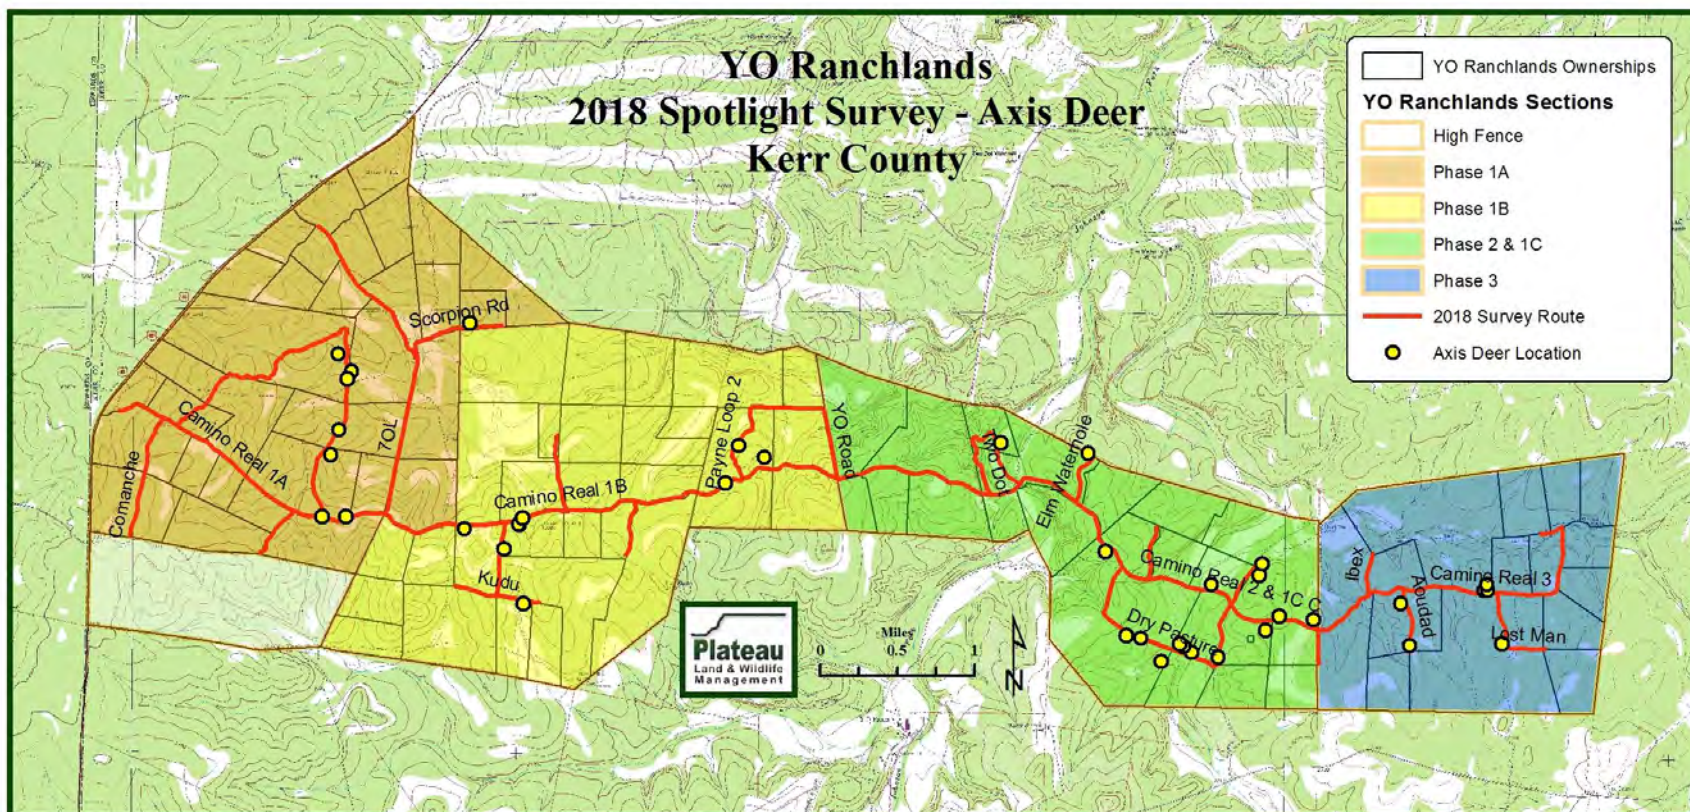 YO Ranchlands
2018 Spotlight Survey - Axis Deer
Kerr County
YO Ranchlands Ownerships
YO Ranchlands Sections
High Fence
Phase 1A
Phase 1B
Phase 2 & 1C
Phase 3
2018 Survey Route
Axis Deer Location
Scorpion Rd
Camino Real 1A
7OL
Comanche
Payne Loop 2
YO Road
Camino Real 1B
Kudu
Two Dot
Elm Waterhole
Camino Real 2 & 1C C
Dry Pasture
Ibex
Aoudad
Camino Real 3
Lost Man
Plateau
Land & Wildlife
Management
Miles
0 0.5 1
N